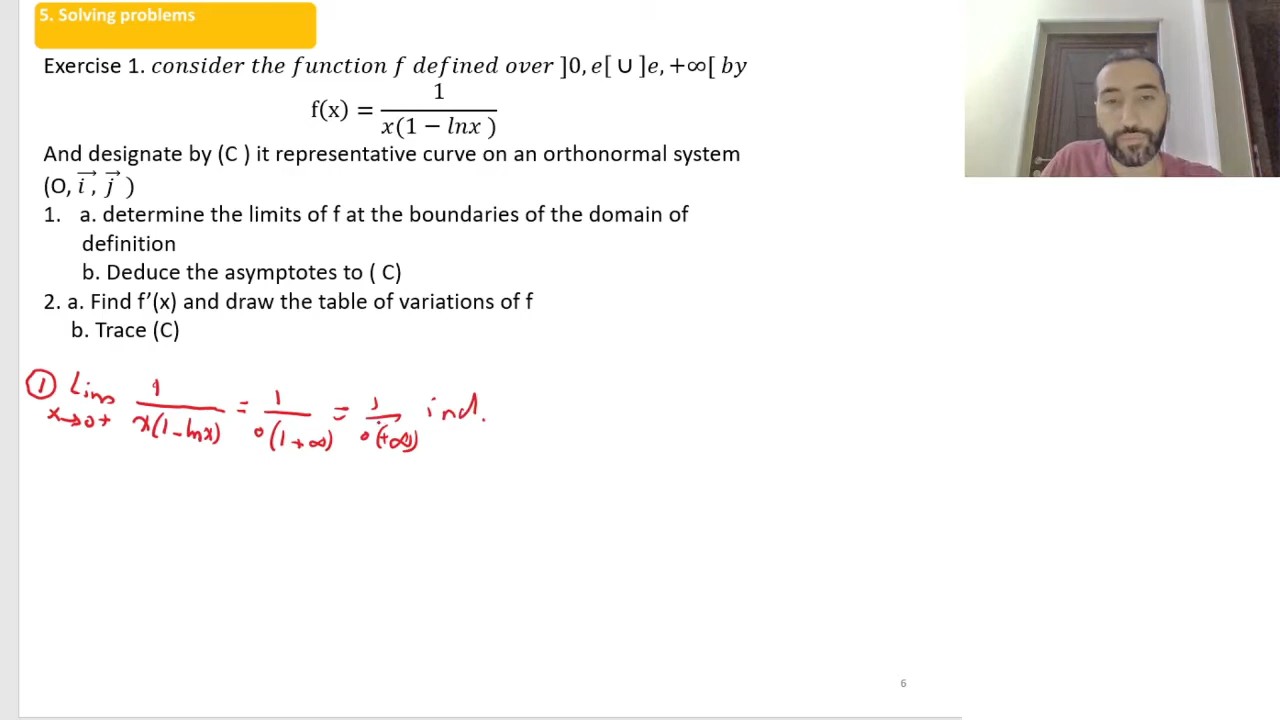 5. Solving problems
Exercise 1. consider the function f defined over ]0, e[ ∪ ]e, +∞[ by
f(x) = 1 / x(1 − lnx )
And designate by (C ) it representative curve on an orthonormal system
(O, i⃗ , j⃗ )
1. a. determine the limits of f at the boundaries of the domain of
definition
b. Deduce the asymptotes to ( C)
2. a. Find f’(x) and draw the table of variations of f
b. Trace (C)
① Lim x→0+ 1 / x(1-lnx) = 1 / 0(1+∞) = 1 / 0(+∞) ind.
6